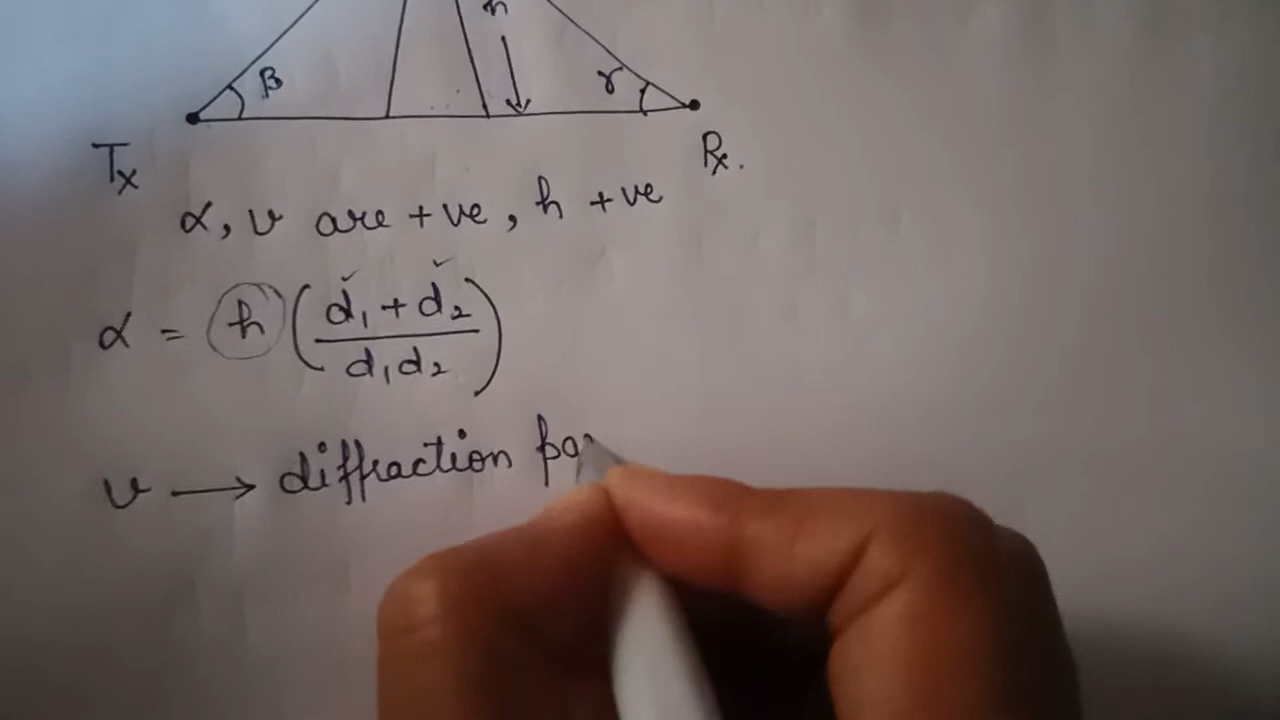 h
β γ
Tx Rx.
α, v are +ve, h +ve
α = h (d₁ + d₂ / d₁d₂)
v → diffraction pa